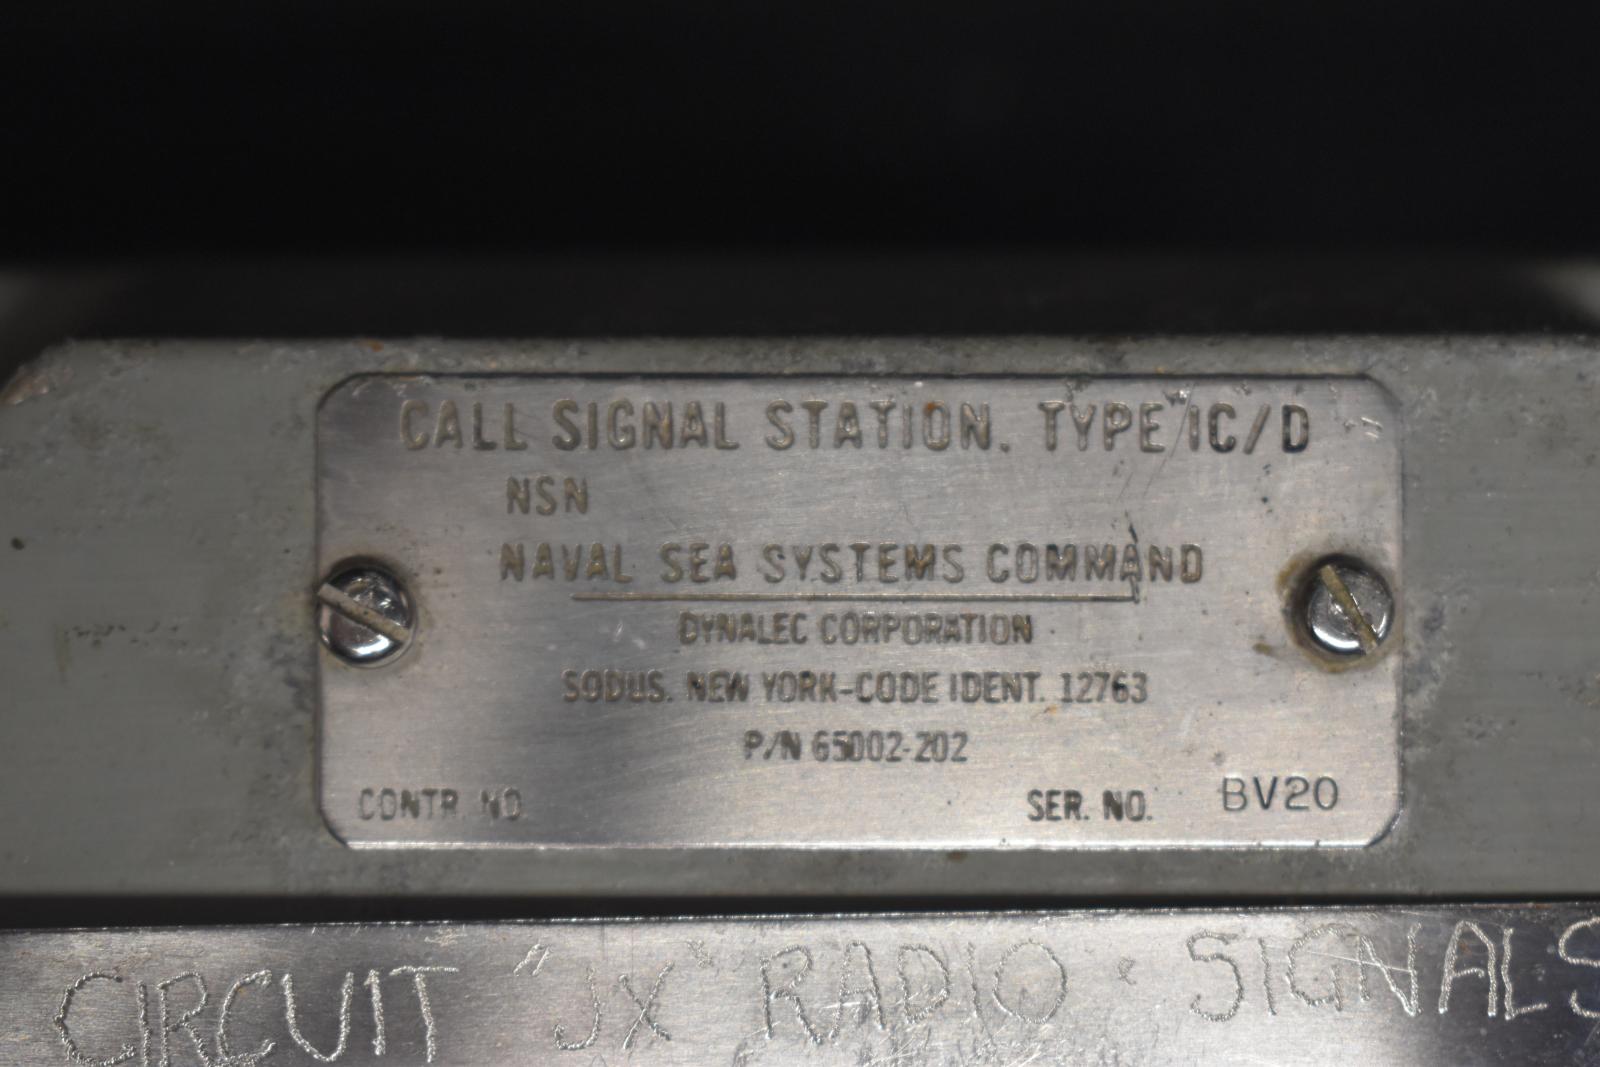 CALL SIGNAL STATION. TYPE IC/D
NSN
NAVAL SEA SYSTEMS COMMAND
DYNALEC CORPORATION
SODUS. NEW YORK-CODE IDENT. 12763
P/N 65002-202
CONTR. NO SER. NO. BV20
CIRCUIT "JX" RADIO SIGNALS